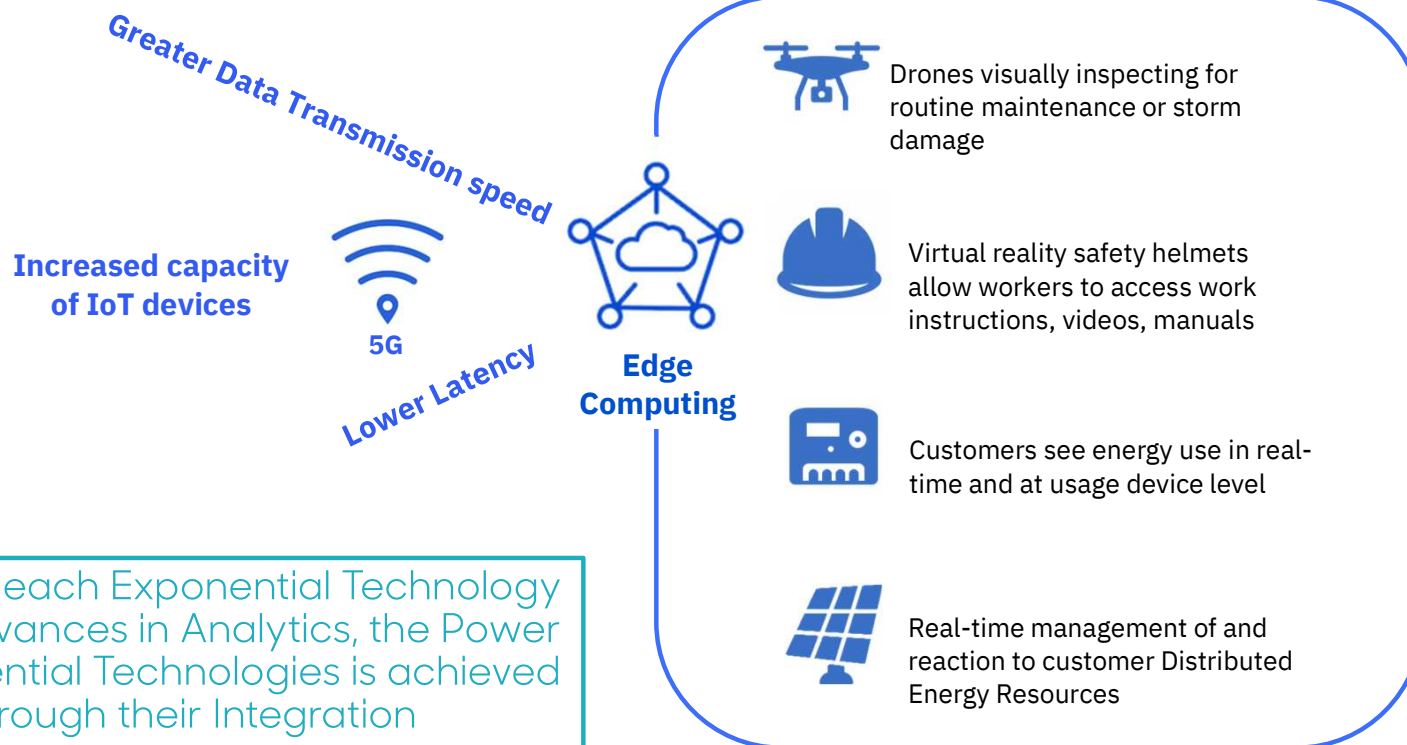 Greater Data Transmission speed
Increased capacity
of IoT devices
5G
Lower Latency
Edge
Computing
Drones visually inspecting for
routine maintenance or storm
damage
Virtual reality safety helmets
allow workers to access work
instructions, videos, manuals
Customers see energy use in real-
time and at usage device level
Real-time management of and
reaction to customer Distributed
Energy Resources
each Exponential Technology
vances in Analytics, the Power
ential Technologies is achieved
rough their Integration